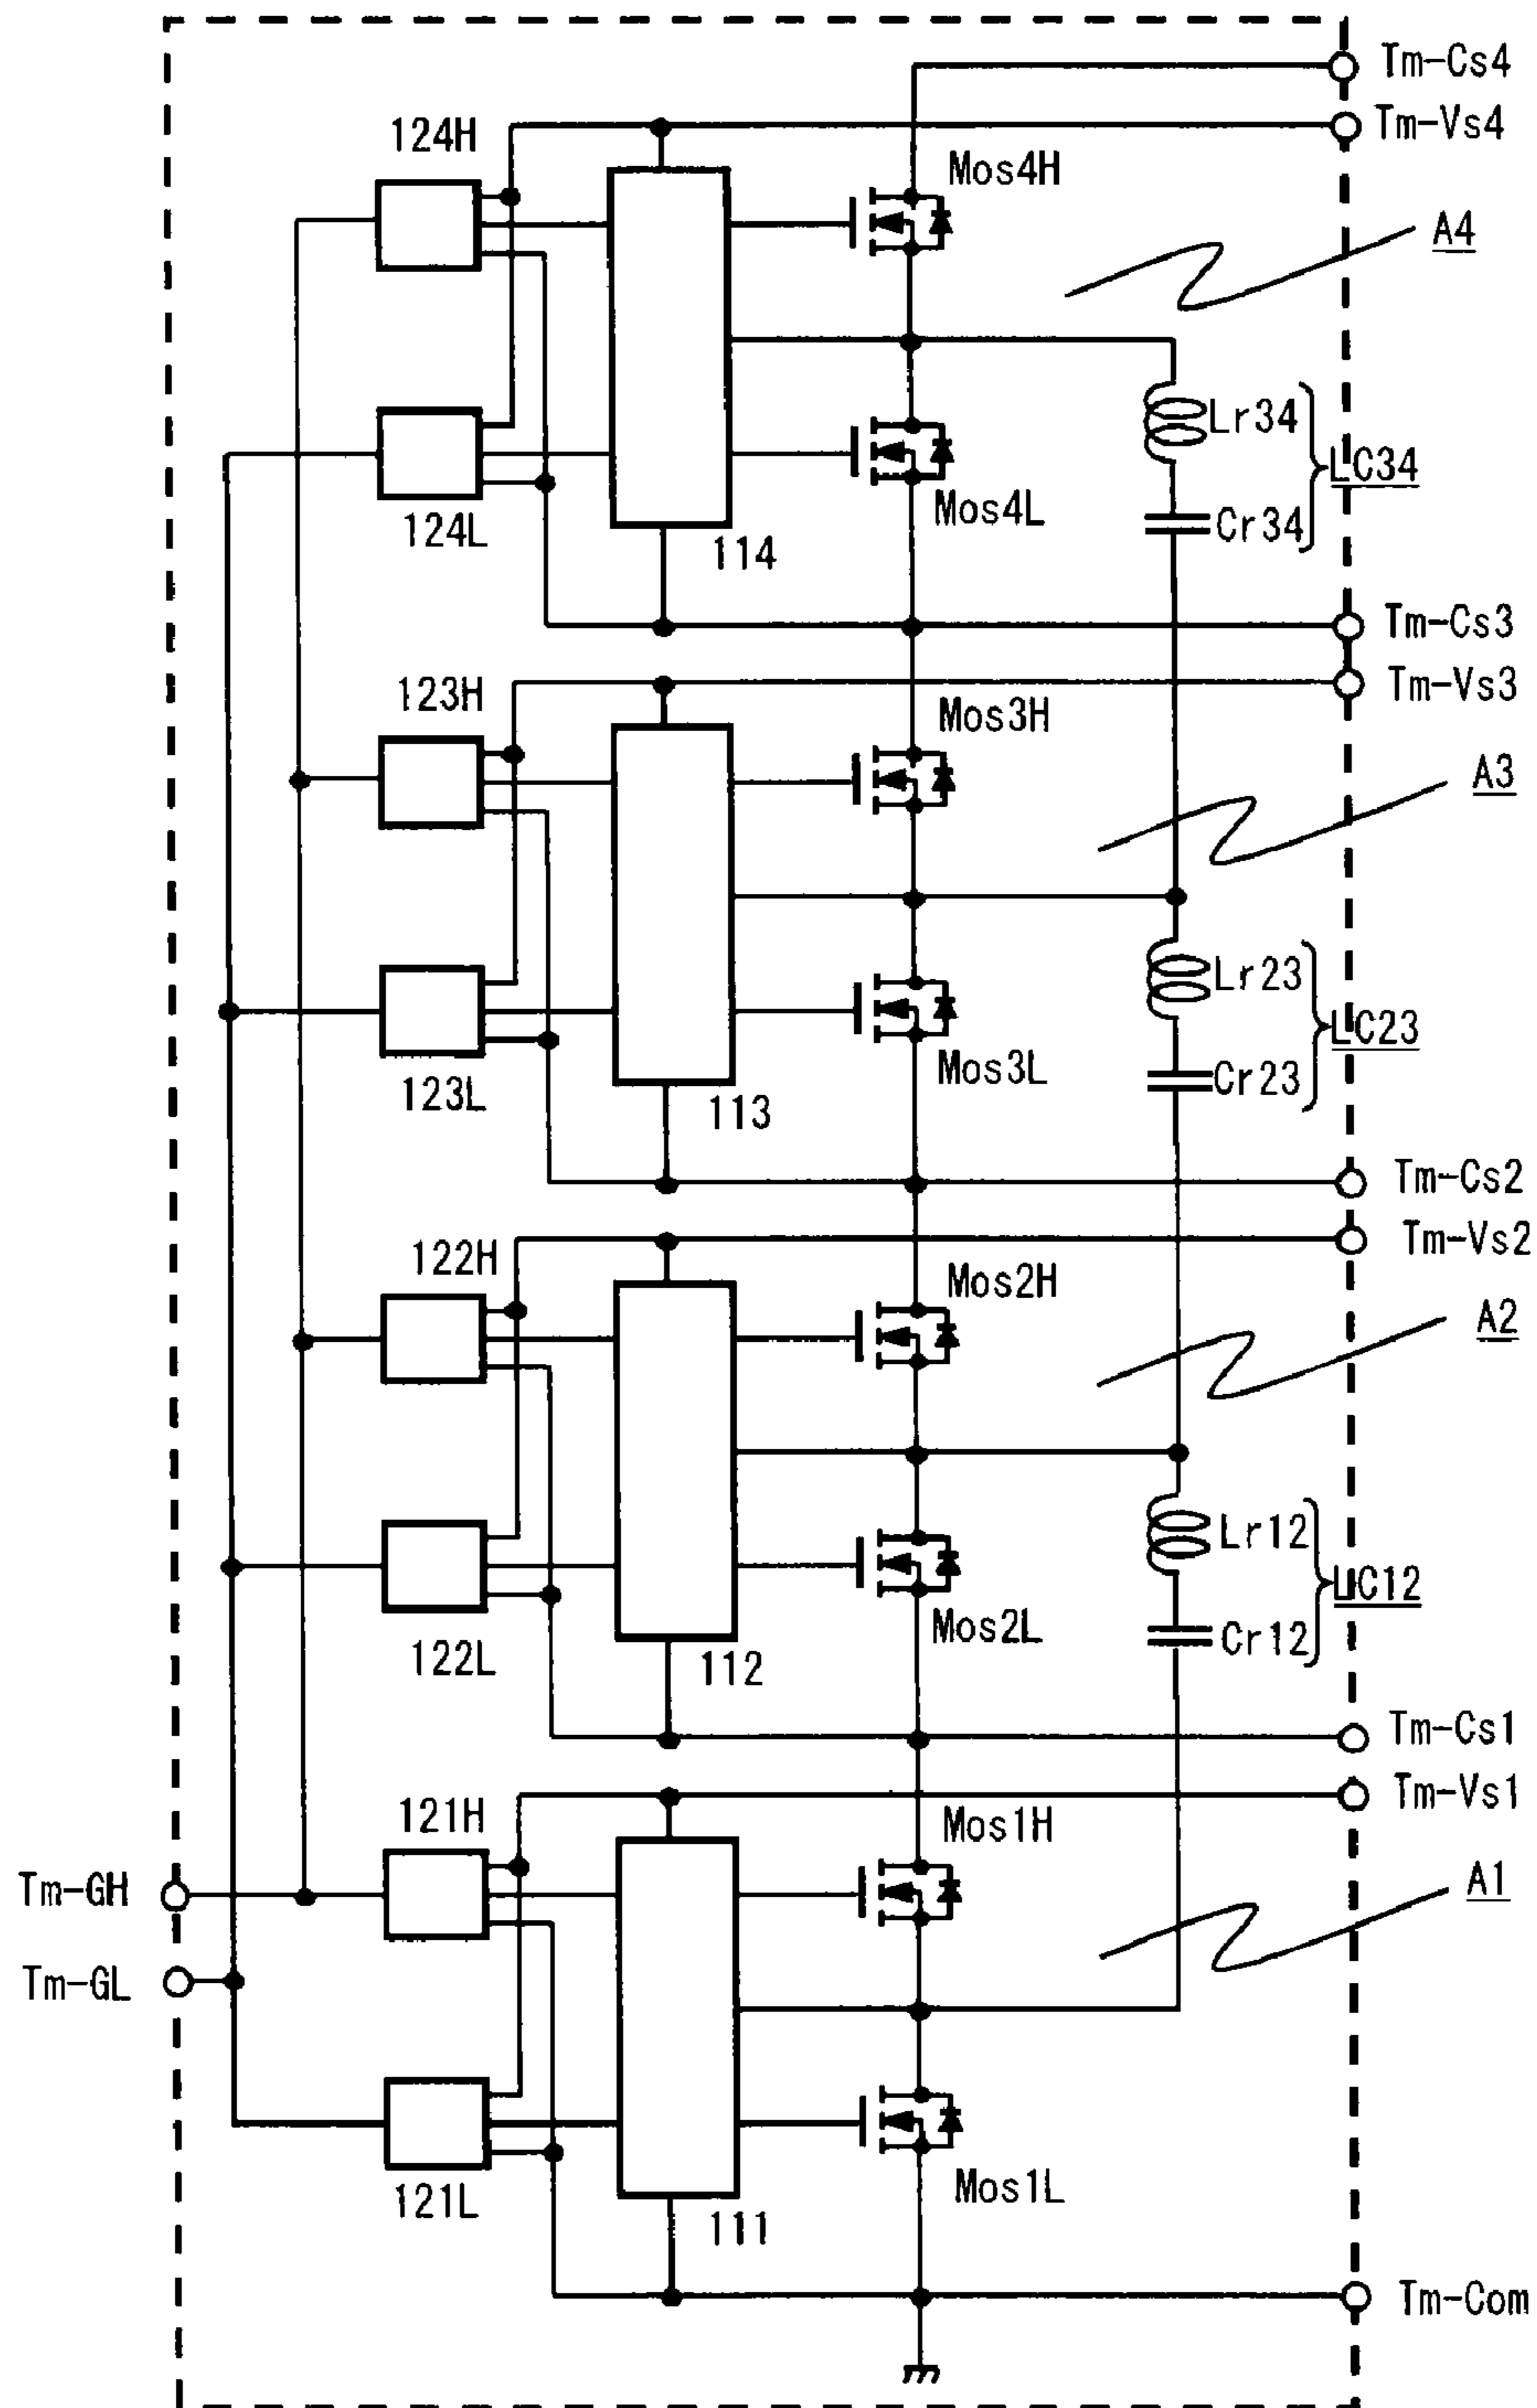 Tm-Cs4
Tm-Vs4
124H
Mos4H
A4
Lr34
LC34
Cr34
124L
Mos4L
114
Tm-Cs3
Tm-Vs3
123H
Mos3H
A3
Lr23
LC23
Cr23
123L
Mos3L
113
Tm-Cs2
Tm-Vs2
122H
Mos2H
A2
Lr12
LC12
Cr12
122L
Mos2L
112
Tm-Cs1
Tm-Vs1
121H
Mos1H
Tm-GH
A1
Tm-GL
121L
Mos1L
111
Tm-Com